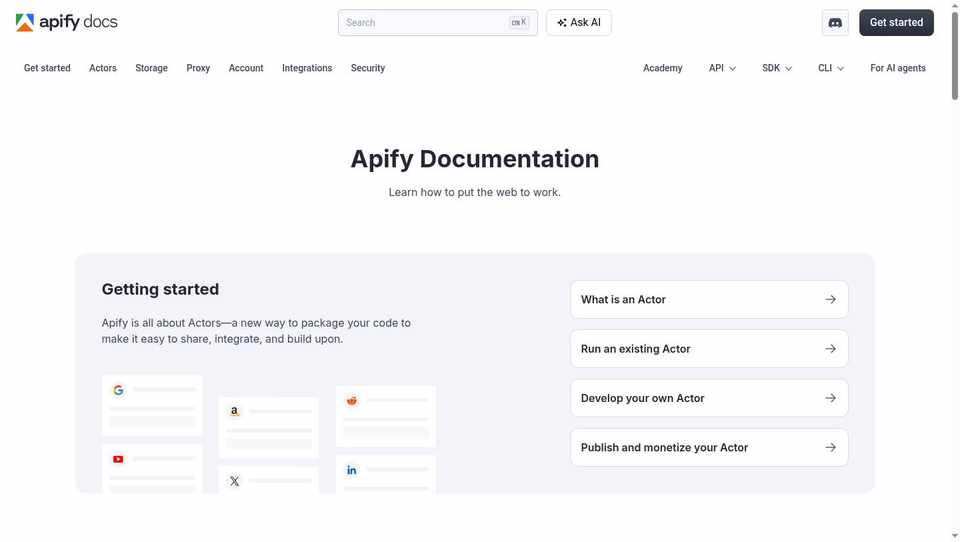 apify docs
Search
Ctrl K
Ask AI
Get started
Get started
Actors
Storage
Proxy
Account
Integrations
Security
Academy
API
SDK
CLI
For AI agents
Apify Documentation
Learn how to put the web to work.
Getting started
Apify is all about Actors—a new way to package your code to
make it easy to share, integrate, and build upon.
What is an Actor
Run an existing Actor
Develop your own Actor
Publish and monetize your Actor